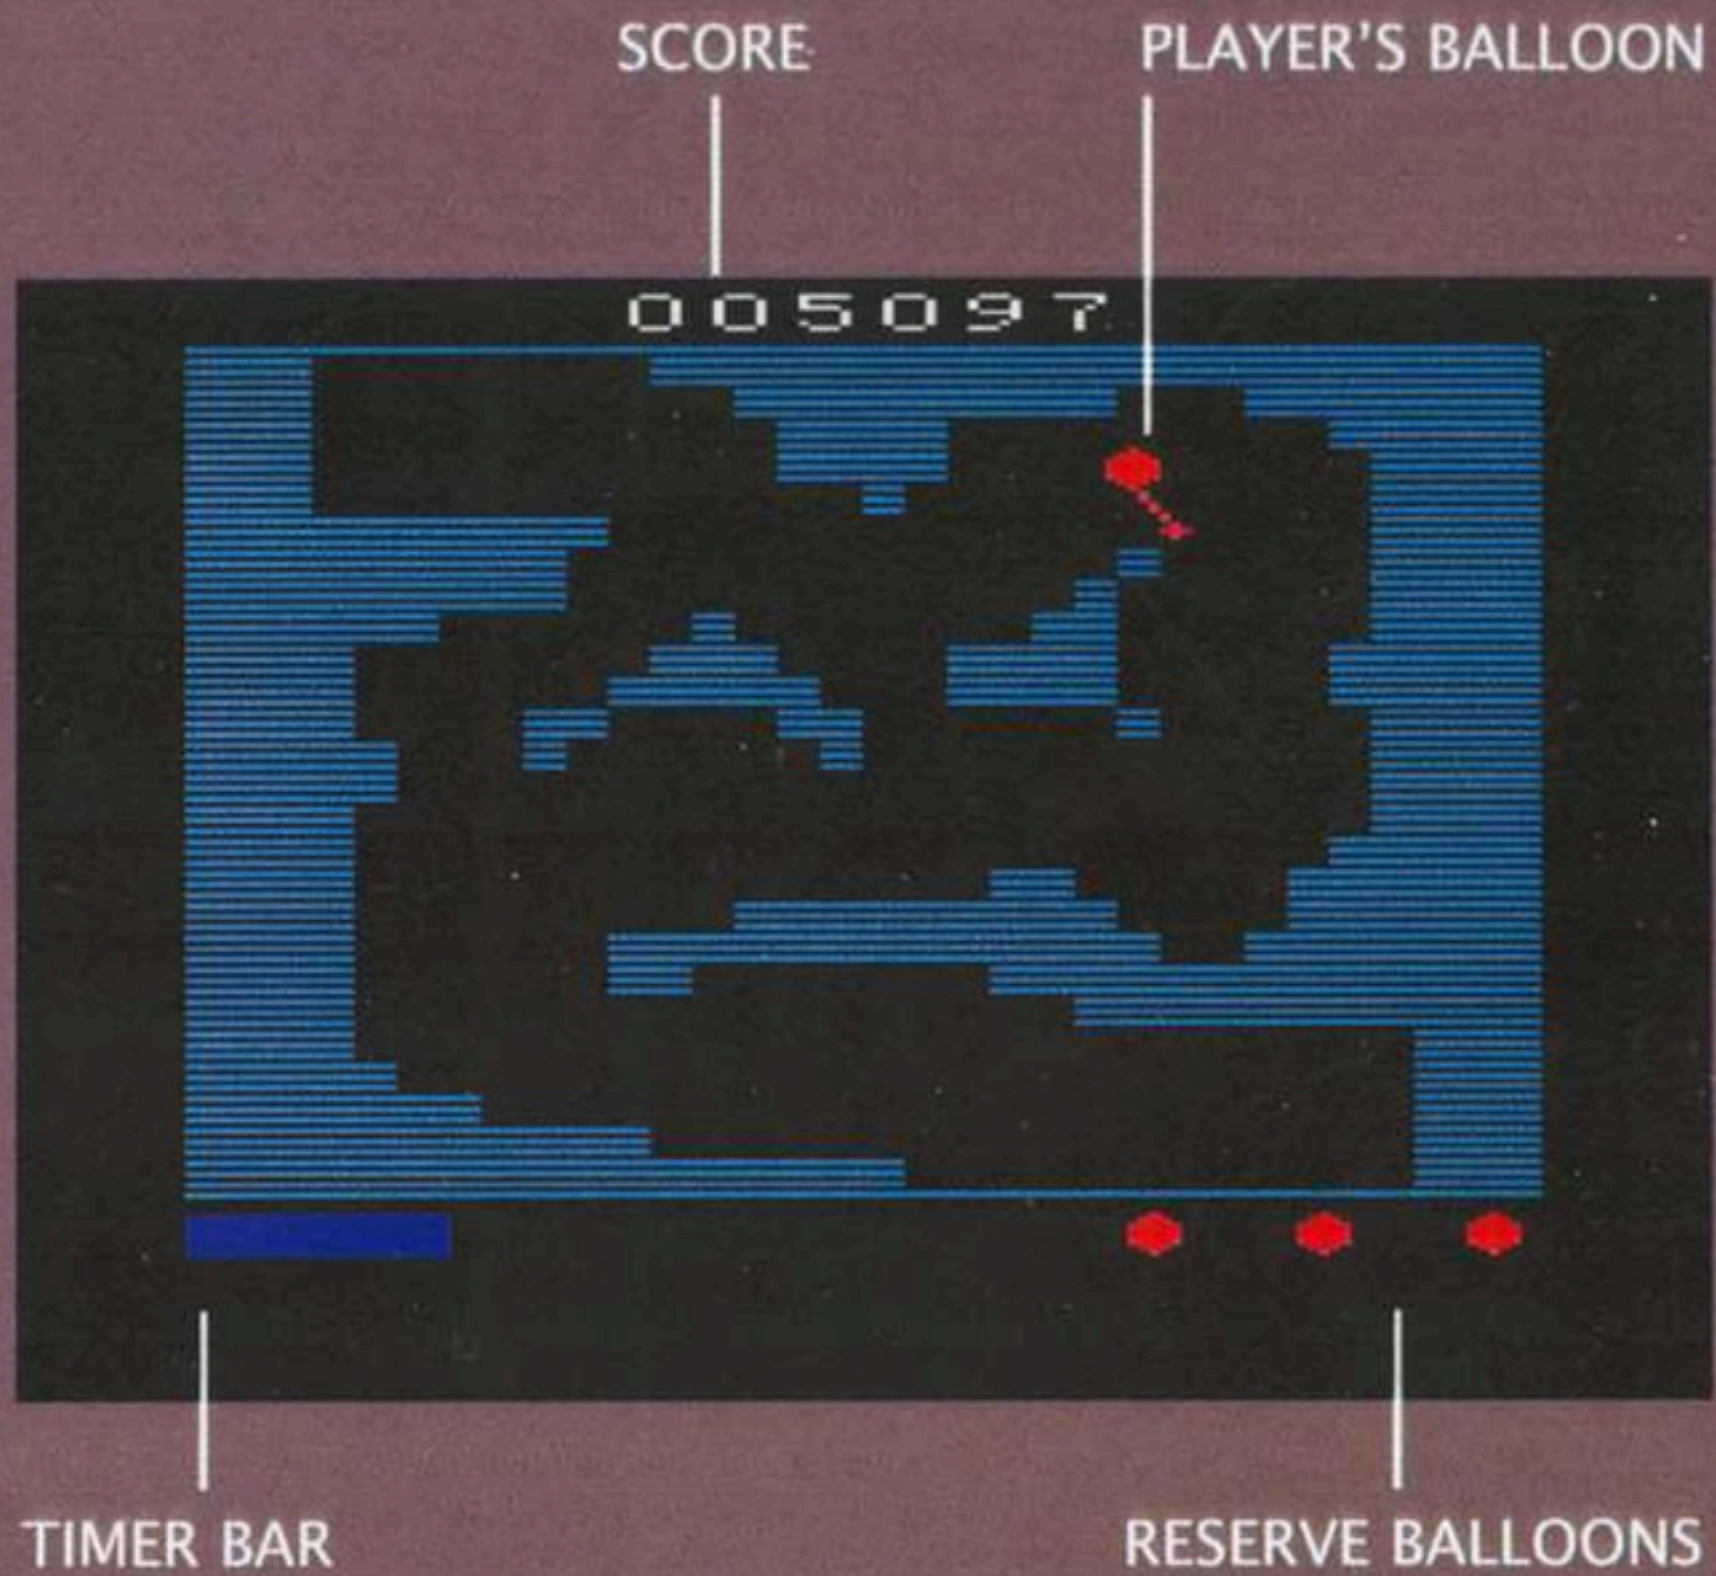 SCORE
PLAYER'S BALLOON
005097
TIMER BAR
RESERVE BALLOONS